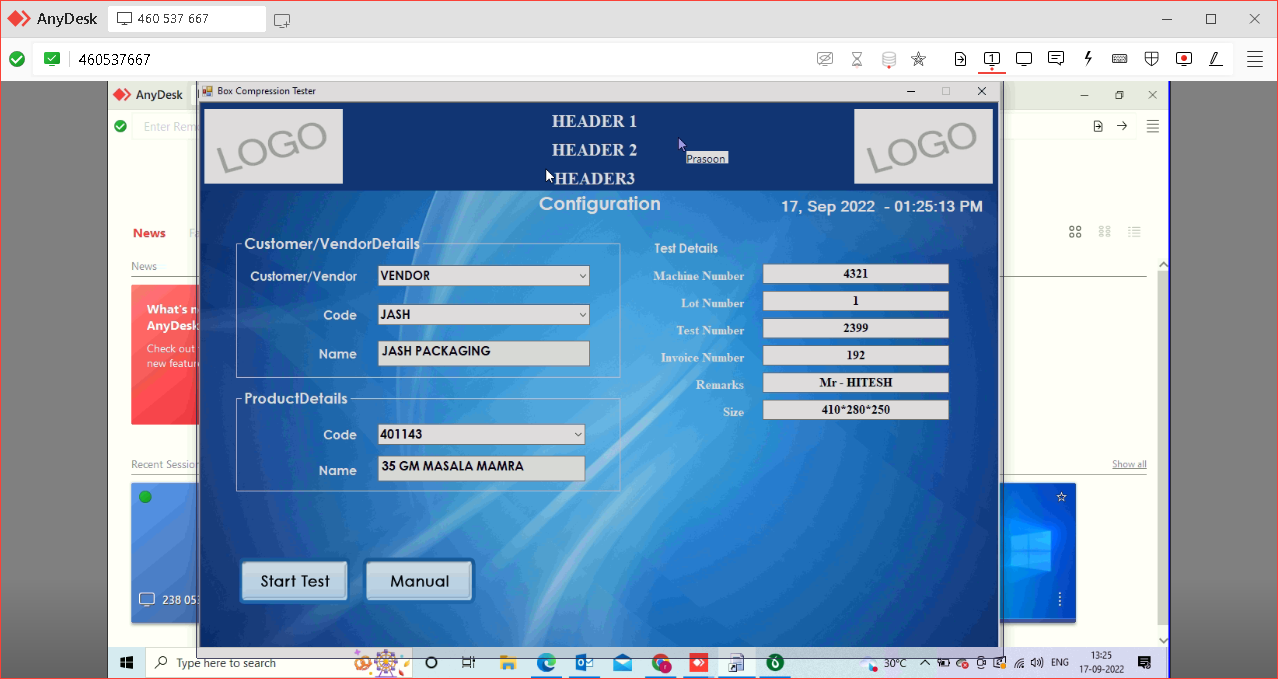 AnyDesk
460 537 667
460537667
AnyDesk
Box Compression Tester
Enter Rem
LOGO
HEADER 1
HEADER 2
HEADER3
Prasoon
LOGO
Configuration
17, Sep 2022 - 01:25:13 PM
News
Fa
News
What's n
AnyDesk
Check out
new feature
Customer/VendorDetails
Customer/Vendor
VENDOR
Code
JASH
Name
JASH PACKAGING
ProductDetails
Code
401143
Name
35 GM MASALA MAMRA
Test Details
Machine Number
4321
Lot Number
1
Test Number
2399
Invoice Number
192
Remarks
Mr - HITESH
Size
410*280*250
Recent Session
Show all
238 053
Start Test
Manual
Type here to search
30°C
ENG
13:25
17-09-2022